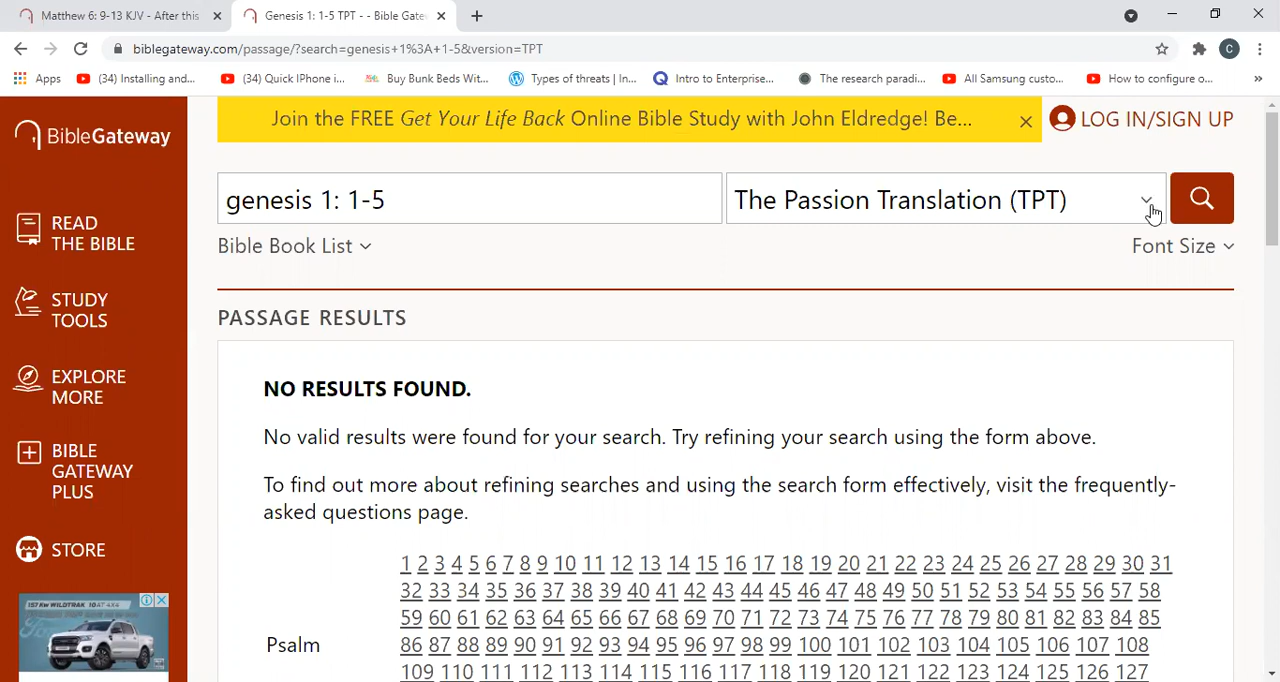 Matthew 6: 9-13 KJV - After this
Genesis 1: 1-5 TPT - - Bible Gate
biblegateway.com/passage/?search=genesis+1%3A+1-5&version=TPT
C
Apps
(34) Installing and...
(34) Quick IPhone i...
Buy Bunk Beds Wit...
Types of threats | In...
Intro to Enterprise...
The research paradi...
All Samsung custo...
How to configure o...
»
BibleGateway
Join the FREE Get Your Life Back Online Bible Study with John Eldredge! Be...
LOG IN/SIGN UP
genesis 1: 1-5
The Passion Translation (TPT)
Bible Book List
Font Size
READ
THE BIBLE
STUDY
TOOLS
EXPLORE
MORE
BIBLE
GATEWAY
PLUS
STORE
PASSAGE RESULTS
NO RESULTS FOUND.
No valid results were found for your search. Try refining your search using the form above.
To find out more about refining searches and using the search form effectively, visit the frequently-
asked questions page.
Psalm
1 2 3 4 5 6 7 8 9 10 11 12 13 14 15 16 17 18 19 20 21 22 23 24 25 26 27 28 29 30 31
32 33 34 35 36 37 38 39 40 41 42 43 44 45 46 47 48 49 50 51 52 53 54 55 56 57 58
59 60 61 62 63 64 65 66 67 68 69 70 71 72 73 74 75 76 77 78 79 80 81 82 83 84 85
86 87 88 89 90 91 92 93 94 95 96 97 98 99 100 101 102 103 104 105 106 107 108
109 110 111 112 113 114 115 116 117 118 119 120 121 122 123 124 125 126 127
157 Kw WILDTRAK 10AT 4X4
Ford